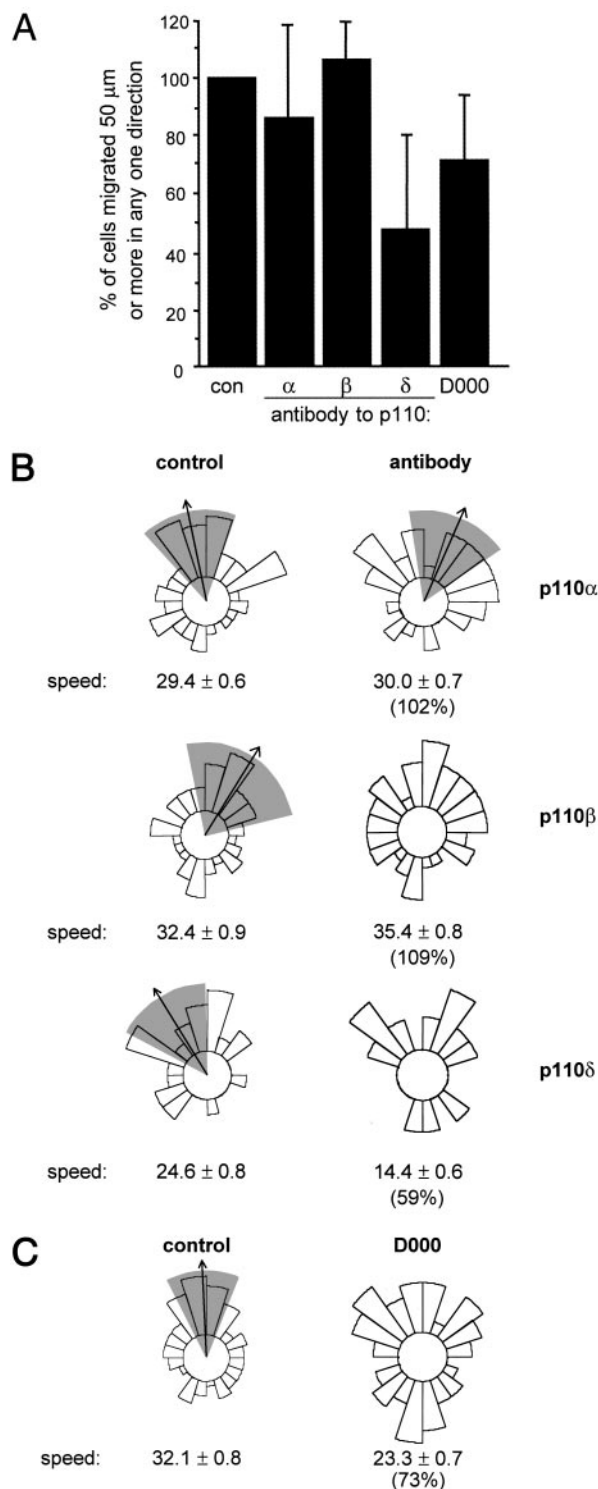 A
% of cells migrated 50 μm
or more in any one direction
120
100
80
60
40
20
0
con α β δ D000
antibody to p110:
B
control antibody
p110α
speed: 29.4 ± 0.6 30.0 ± 0.7
(102%)
p110β
speed: 32.4 ± 0.9 35.4 ± 0.8
(109%)
p110δ
speed: 24.6 ± 0.8 14.4 ± 0.6
(59%)
C
control D000
speed: 32.1 ± 0.8 23.3 ± 0.7
(73%)